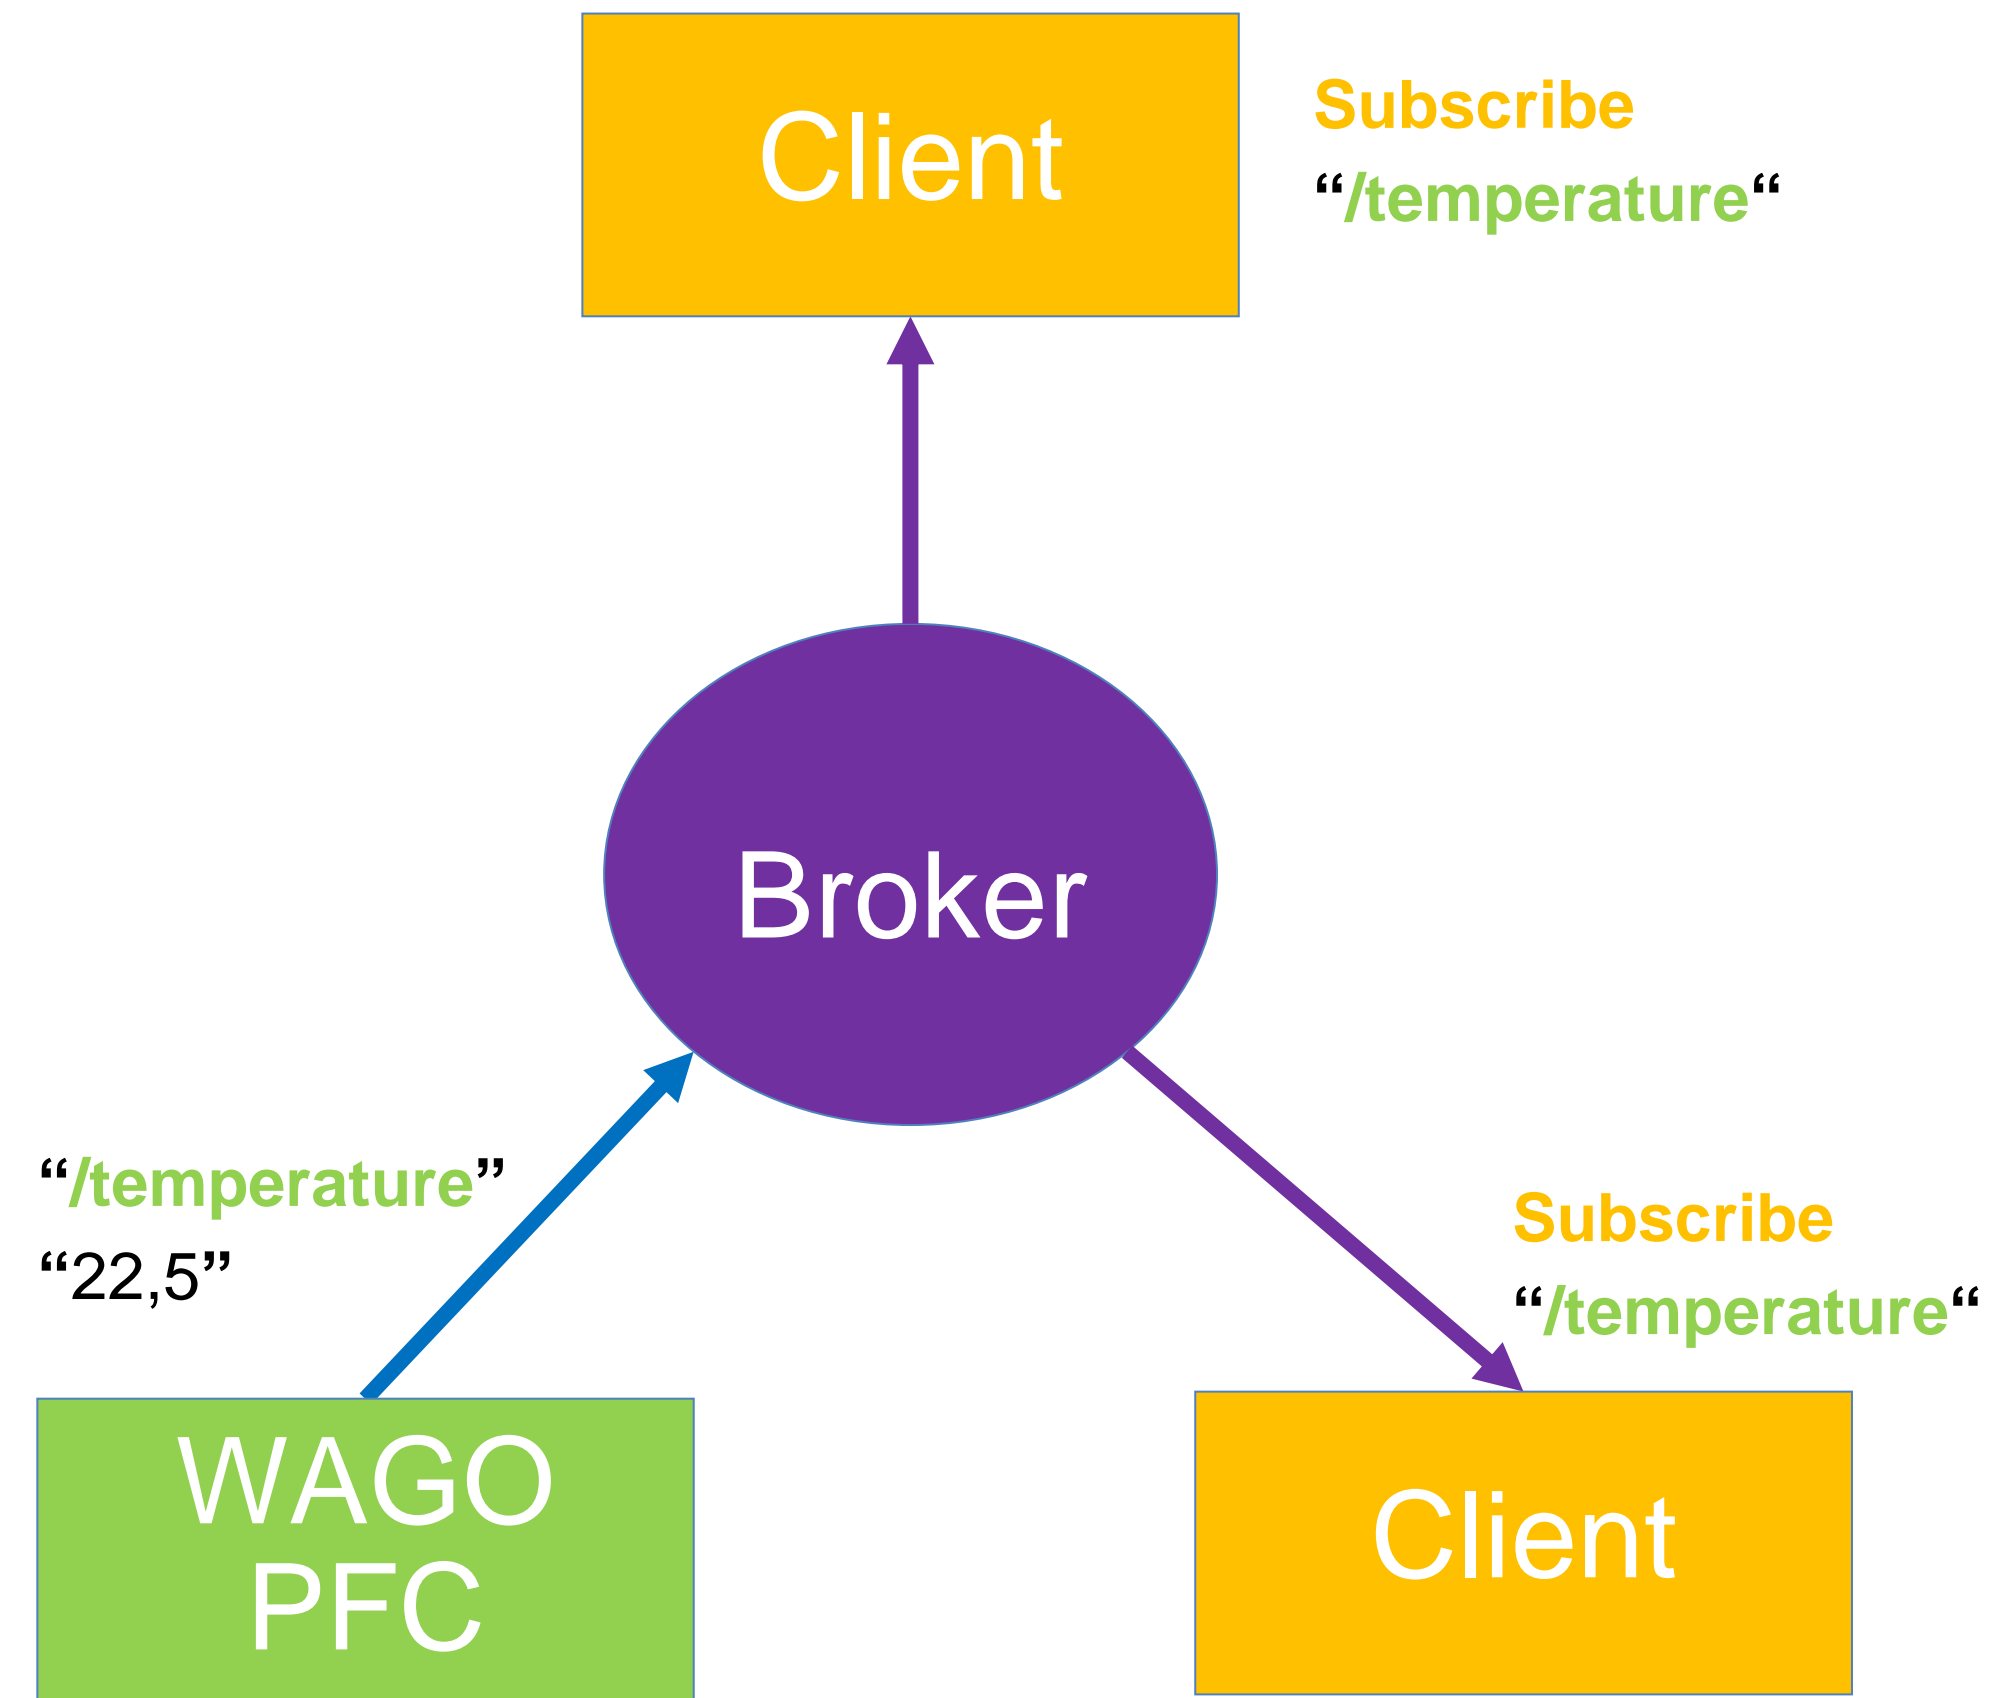 Client
Subscribe
“/temperature“
Broker
“/temperature”
“22,5”
Subscribe
“/temperature“
WAGO
PFC
Client